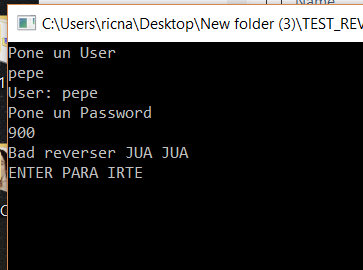 Name
C:\Users\ricna\Desktop\New folder (3)\TEST_REV
Pone un User
pepe
User: pepe
Pone un Password
900
Bad reverser JUA JUA
ENTER PARA IRTE